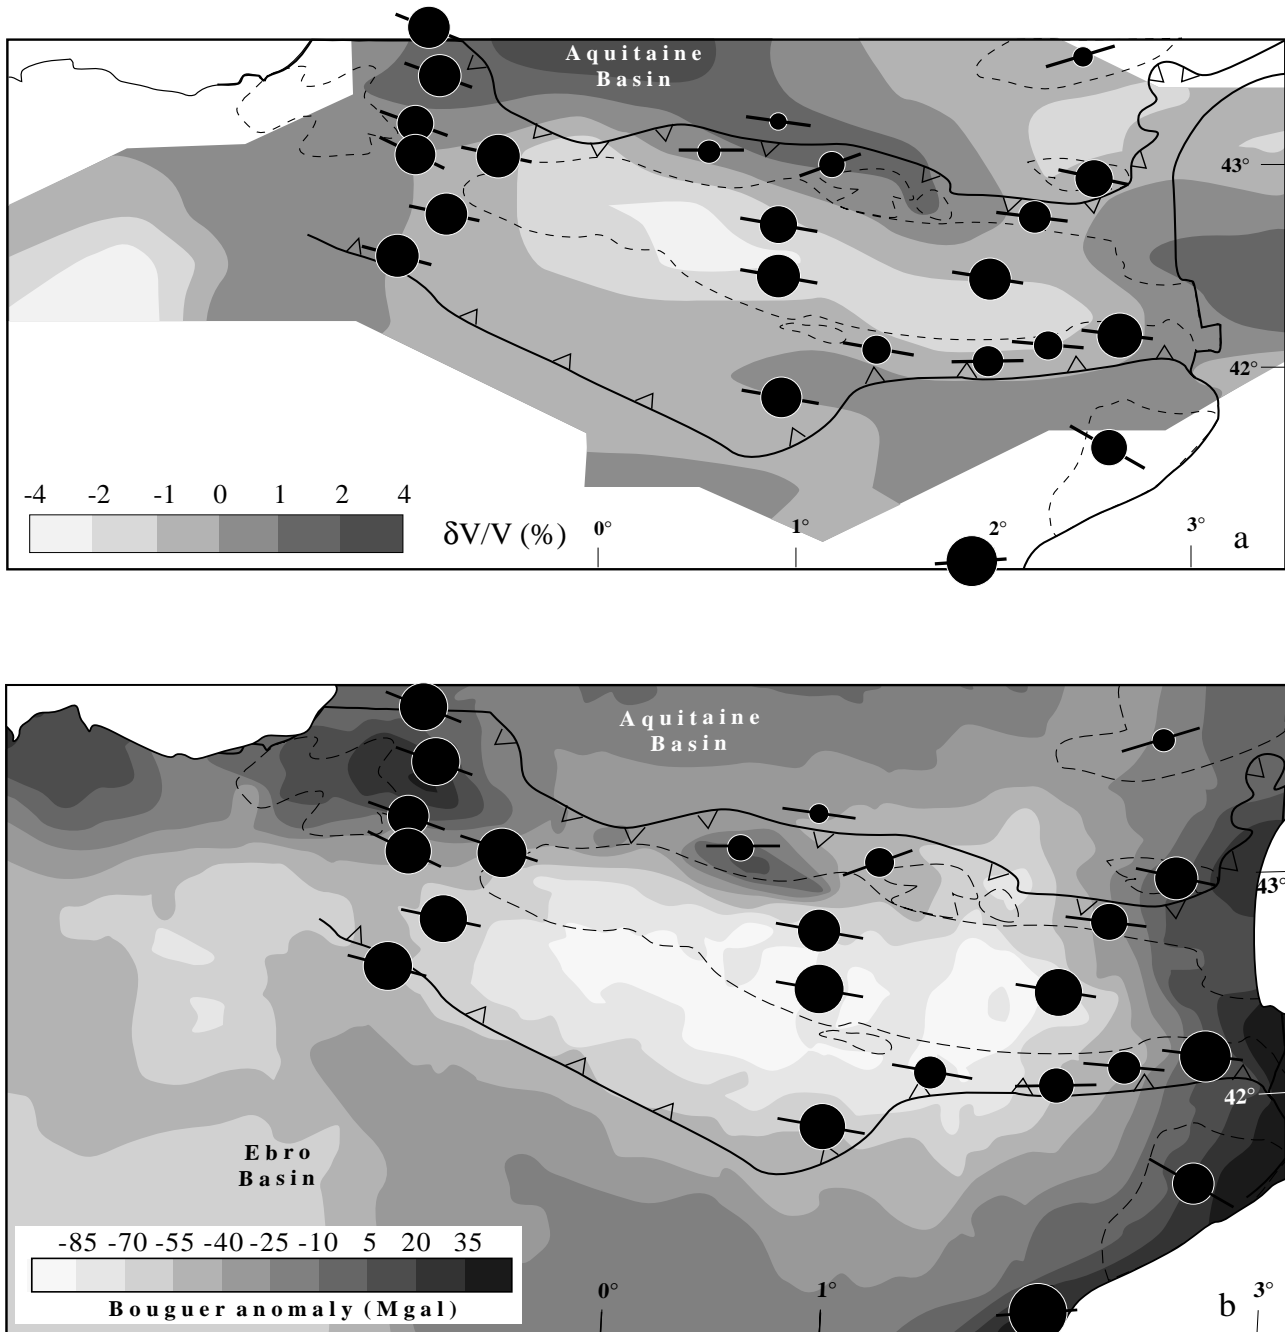 Aquitaine
Basin
43°
42°
-4 -2 -1 0 1 2 4
δV/V (%)
0° 1° 2° 3°
a
Aquitaine
Basin
43°
42°
Ebro
Basin
-85 -70 -55 -40 -25 -10 5 20 35
Bouguer anomaly (Mgal)
0° 1° 3°
b